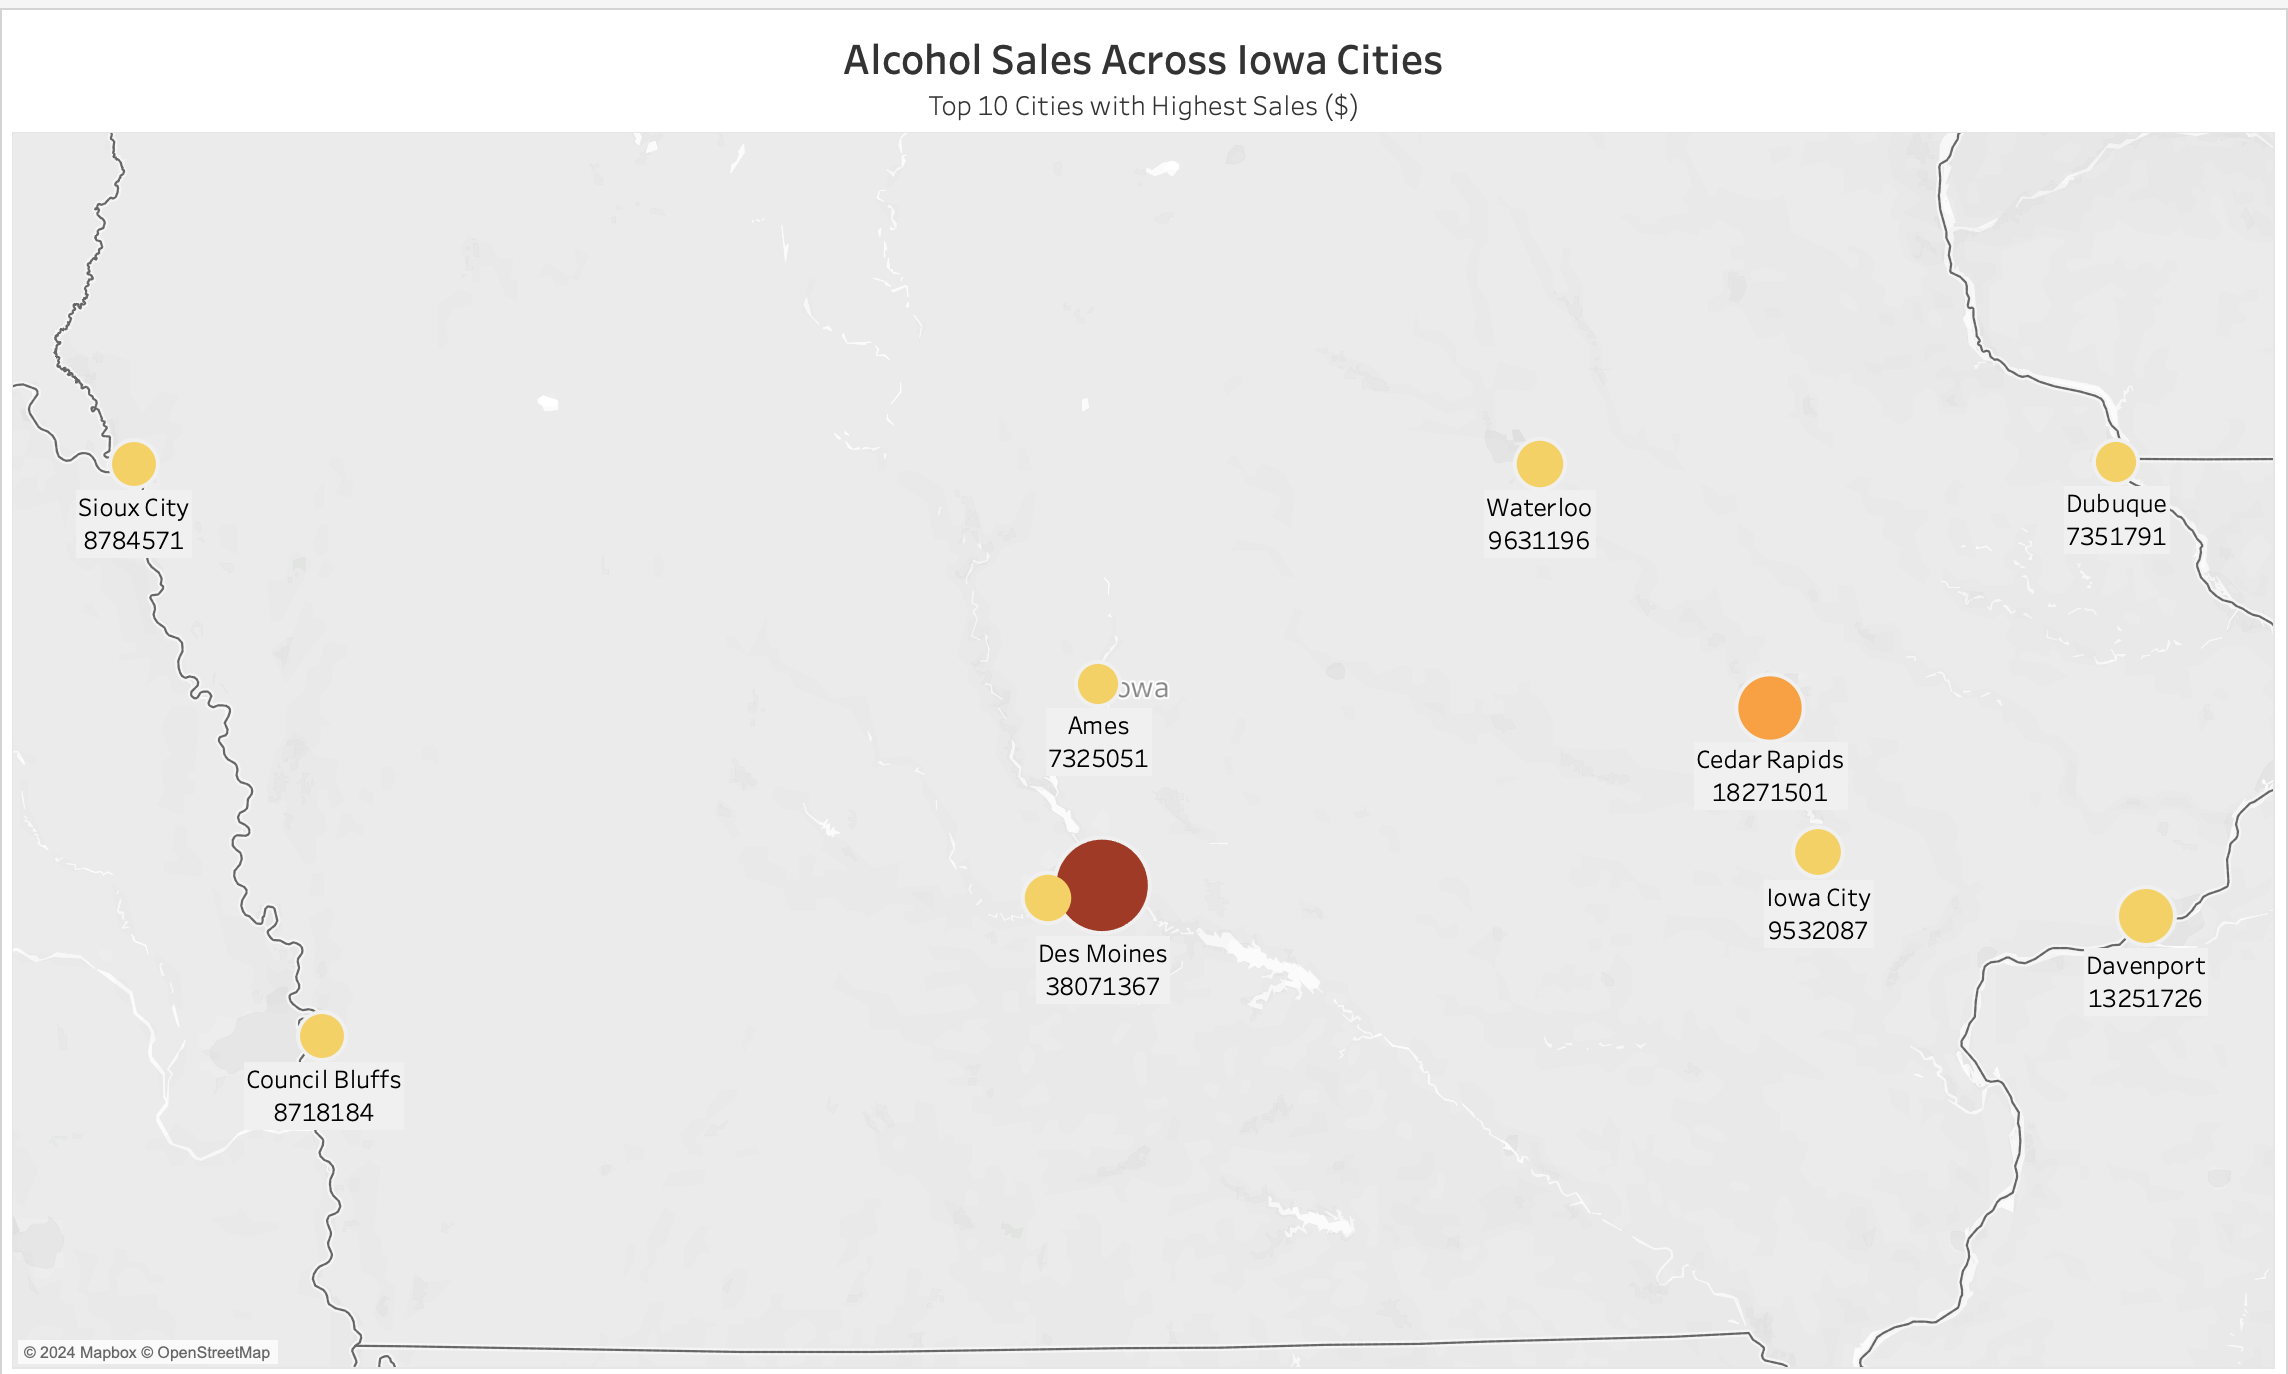 Alcohol Sales Across Iowa Cities
Top 10 Cities with Highest Sales ($)
Sioux City
8784571
Waterloo
9631196
Dubuque
7351791
owa
Ames
7325051
Cedar Rapids
18271501
Iowa City
9532087
Des Moines
38071367
Davenport
13251726
Council Bluffs
8718184
© 2024 Mapbox © OpenStreetMap